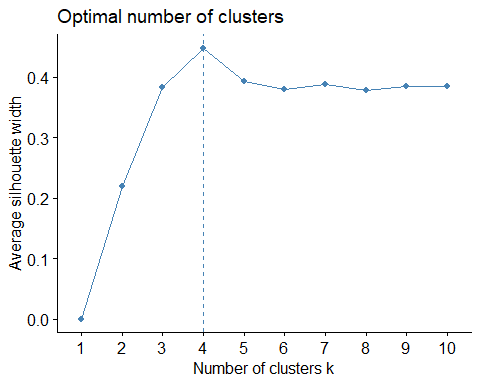 Optimal number of clusters
Average silhouette width
0.4
0.3
0.2
0.1
0.0
1 2 3 4 5 6 7 8 9 10
Number of clusters k